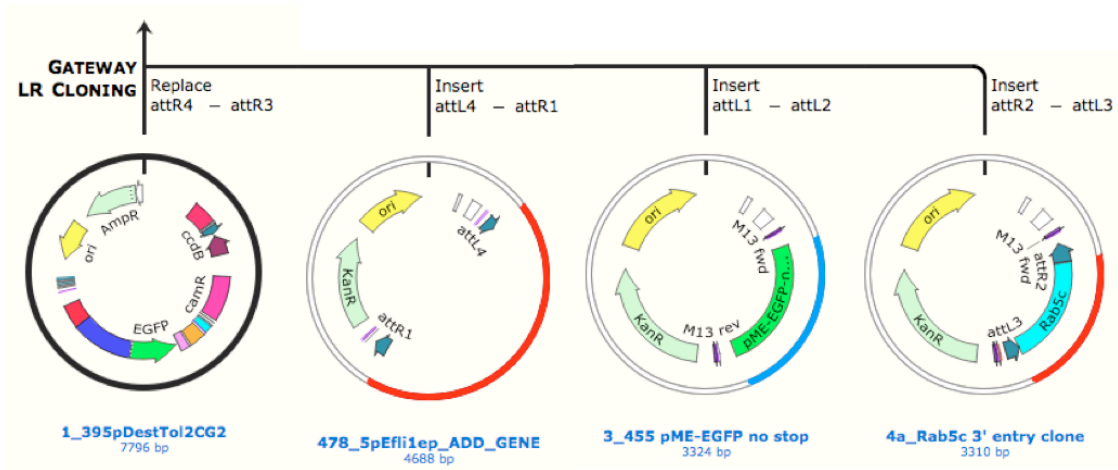 GATEWAY
LR CLONING
Replace
attR4 – attR3
Insert
attL4 – attR1
Insert
attL1 – attL2
Insert
attR2 – attL3
AmpR
ori
ccdB
camR
EGFP
1_395pDestTol2CG2
7796 bp
ori
attL4
KanR
attR1
478_5pEfli1ep_ADD_GENE
4688 bp
ori
M13 fwd
pME-EGFP-n...
KanR
M13 rev
3_455 pME-EGFP no stop
3324 bp
ori
M13 fwd
attR2
Rab5c
KanR
attL3
4a_Rab5c 3' entry clone
3310 bp